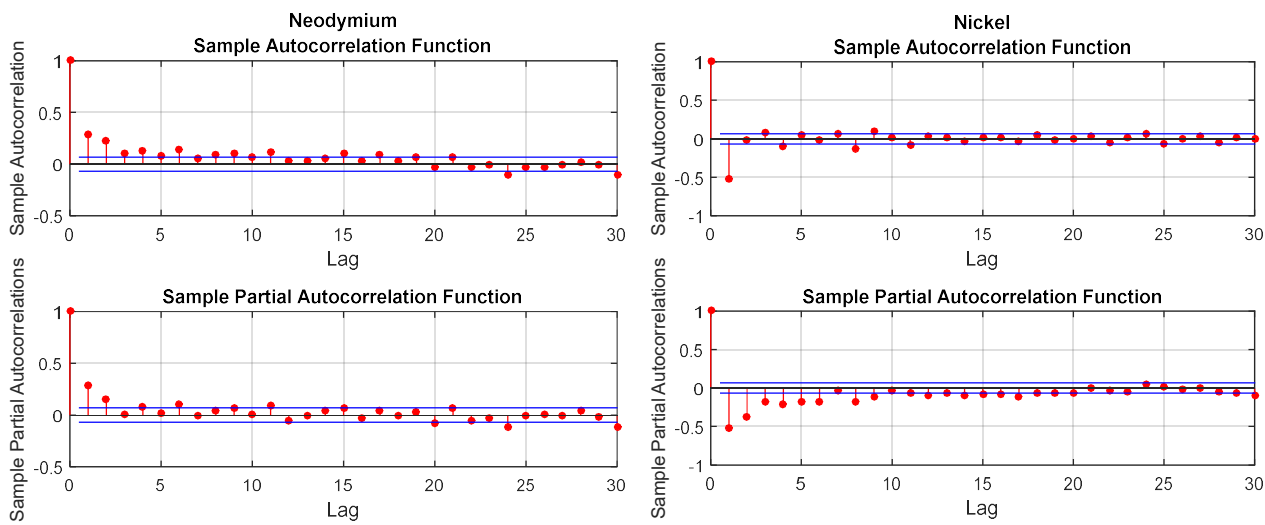 Neodymium
Sample Autocorrelation Function
Sample Autocorrelation
1
0.5
0
-0.5
0 5 10 15 20 25 30
Lag
Nickel
Sample Autocorrelation Function
Sample Autocorrelation
1
0.5
0
-0.5
-1
0 5 10 15 20 25 30
Lag
Sample Partial Autocorrelation Function
Sample Partial Autocorrelations
1
0.5
0
-0.5
0 5 10 15 20 25 30
Lag
Sample Partial Autocorrelation Function
Sample Partial Autocorrelations
1
0.5
0
-0.5
-1
0 5 10 15 20 25 30
Lag